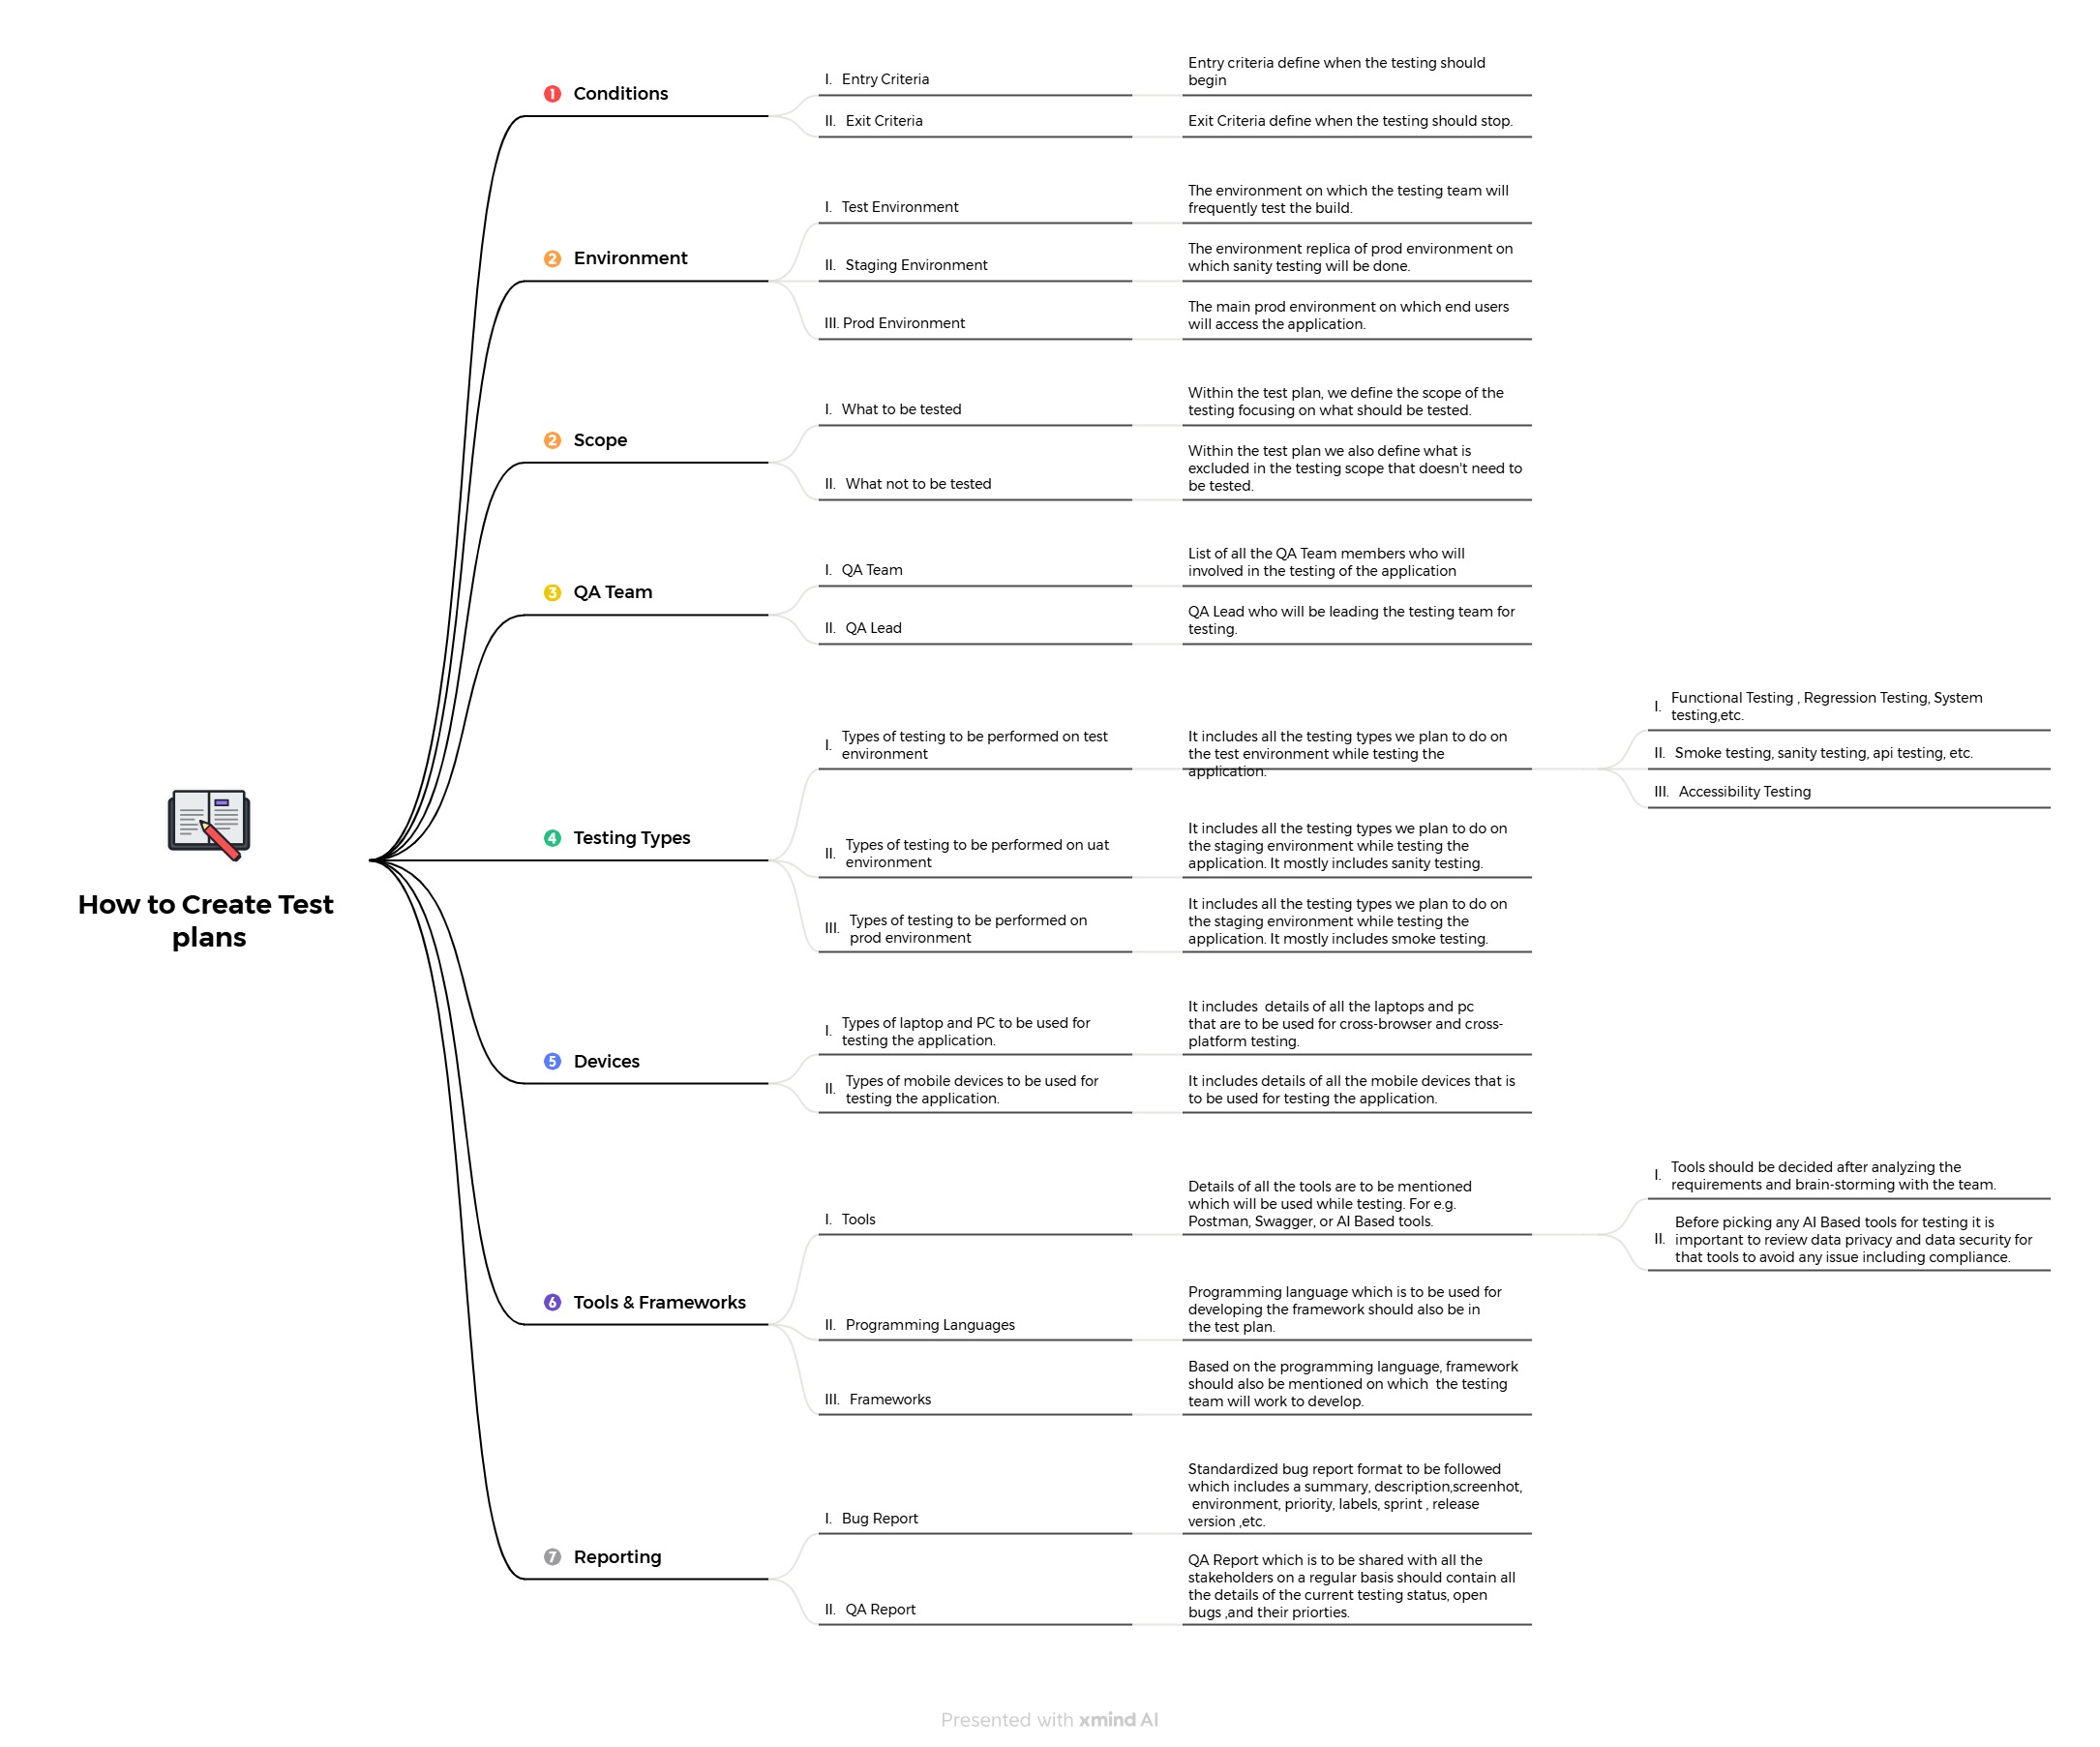 How to Create Test
plans
1 Conditions
I. Entry Criteria
Entry criteria define when the testing should
begin
II. Exit Criteria
Exit Criteria define when the testing should stop.
2 Environment
I. Test Environment
The environment on which the testing team will
frequently test the build.
II. Staging Environment
The environment replica of prod environment on
which sanity testing will be done.
III. Prod Environment
The main prod environment on which end users
will access the application.
2 Scope
I. What to be tested
Within the test plan, we define the scope of the
testing focusing on what should be tested.
II. What not to be tested
Within the test plan we also define what is
excluded in the testing scope that doesn't need to
be tested.
3 QA Team
I. QA Team
List of all the QA Team members who will
involved in the testing of the application
II. QA Lead
QA Lead who will be leading the testing team for
testing.
4 Testing Types
I. Types of testing to be performed on test
environment
It includes all the testing types we plan to do on
the test environment while testing the
application.
I. Functional Testing , Regression Testing, System
testing,etc.
II. Smoke testing, sanity testing, api testing, etc.
III. Accessibility Testing
II. Types of testing to be performed on uat
environment
It includes all the testing types we plan to do on
the staging environment while testing the
application. It mostly includes sanity testing.
III. Types of testing to be performed on
prod environment
It includes all the testing types we plan to do on
the staging environment while testing the
application. It mostly includes smoke testing.
5 Devices
I. Types of laptop and PC to be used for
testing the application.
It includes details of all the laptops and pc
that are to be used for cross-browser and cross-
platform testing.
II. Types of mobile devices to be used for
testing the application.
It includes details of all the mobile devices that is
to be used for testing the application.
6 Tools & Frameworks
I. Tools
Details of all the tools are to be mentioned
which will be used while testing. For e.g.
Postman, Swagger, or AI Based tools.
I. Tools should be decided after analyzing the
requirements and brain-storming with the team.
II. Before picking any AI Based tools for testing it is
important to review data privacy and data security for
that tools to avoid any issue including compliance.
II. Programming Languages
Programming language which is to be used for
developing the framework should also be in
the test plan.
III. Frameworks
Based on the programming language, framework
should also be mentioned on which the testing
team will work to develop.
7 Reporting
I. Bug Report
Standardized bug report format to be followed
which includes a summary, description,screenhot,
environment, priority, labels, sprint , release
version ,etc.
II. QA Report
QA Report which is to be shared with all the
stakeholders on a regular basis should contain all
the details of the current testing status, open
bugs ,and their priorties.
Presented with xmind AI